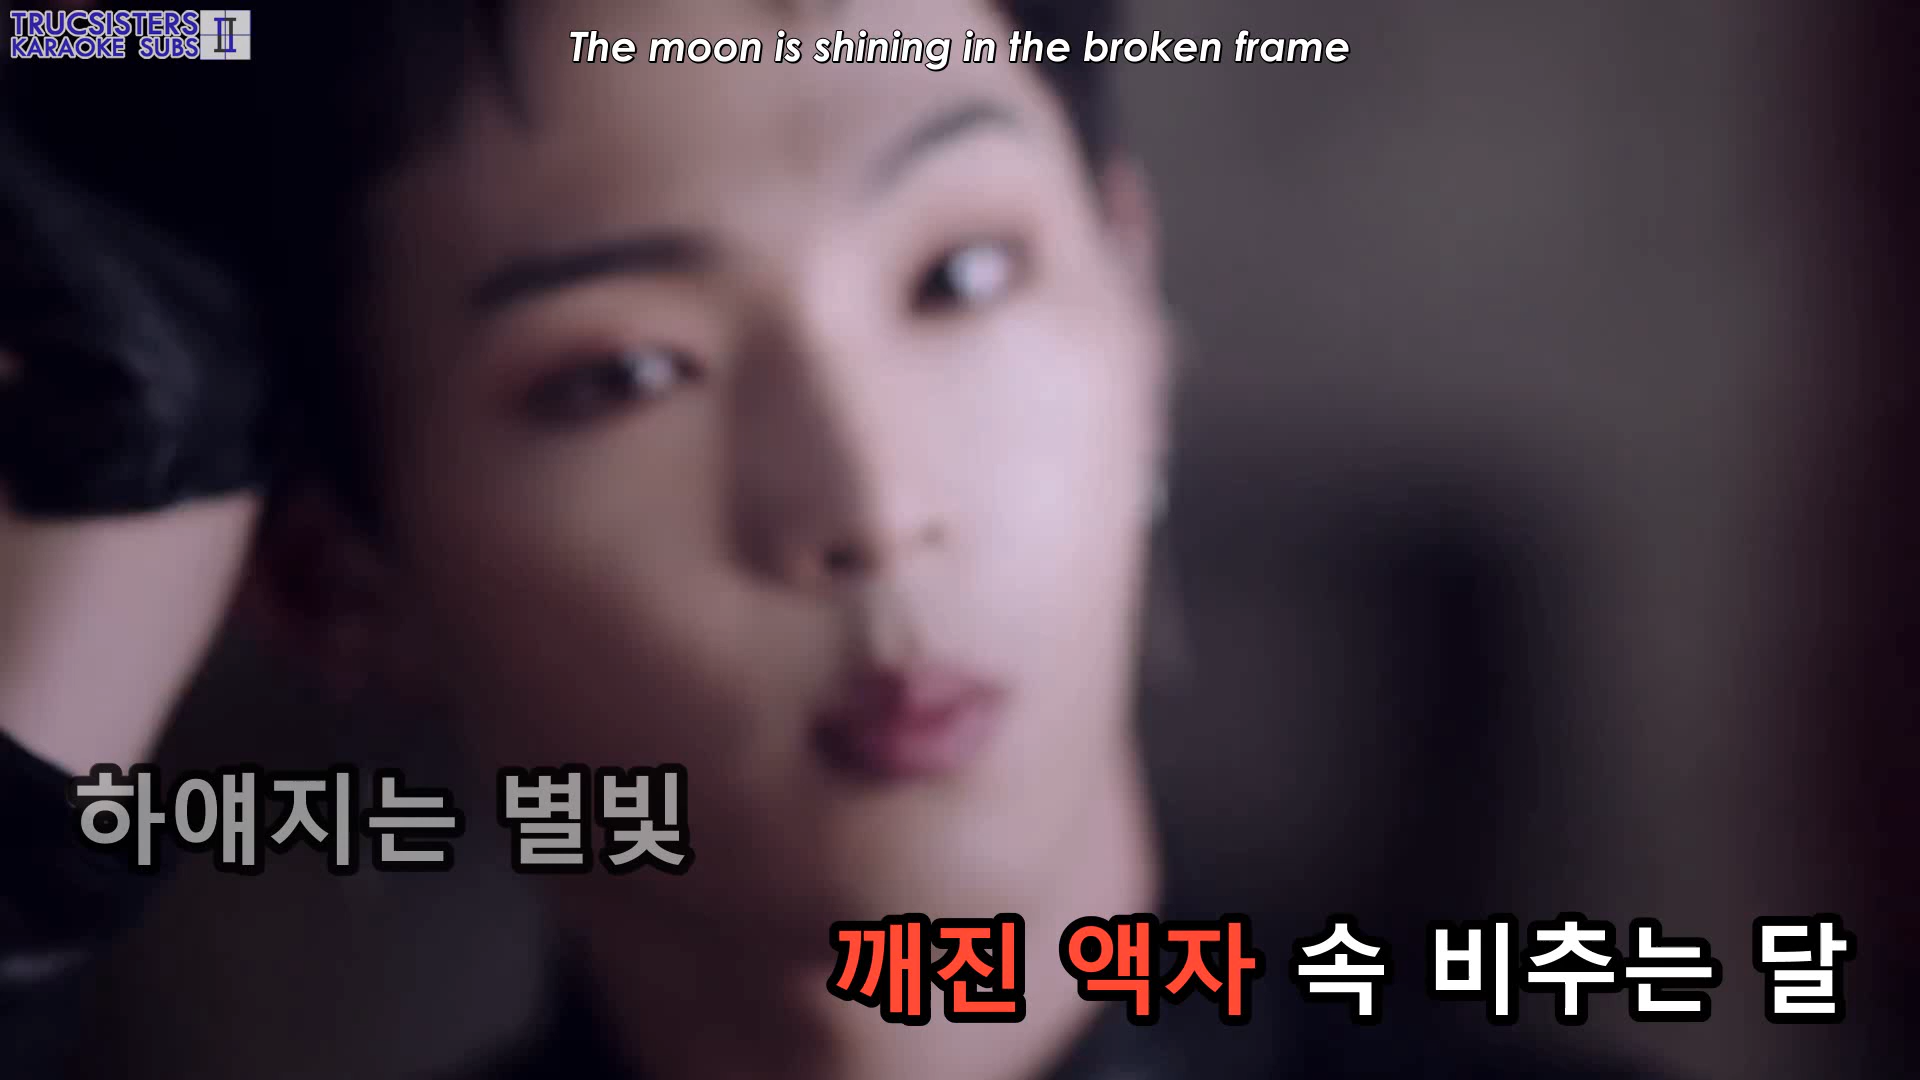 TRUCSISTERS II
KARAOKE SUBS
The moon is shining in the broken frame
하얘지는 별빛
깨진 액자 속 비추는 달